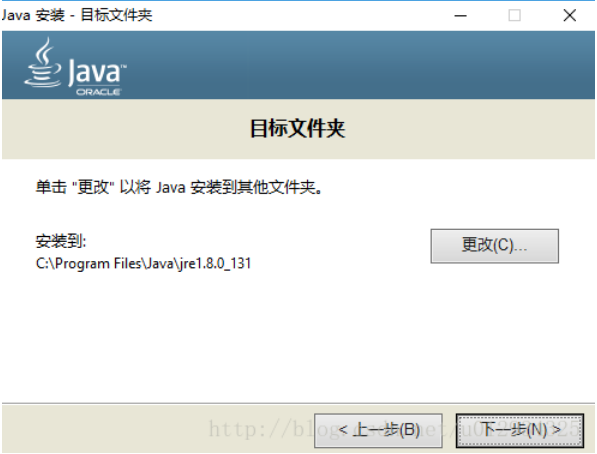 Java 安装 - 目标文件夹
Java
ORACLE
目标文件夹
单击 "更改" 以将 Java 安装到其他文件夹。
安装到:
更改(C)...
C:\Program Files\Java\jre1.8.0_131
< 上一步(B)
下一步(N) >
http://blog.